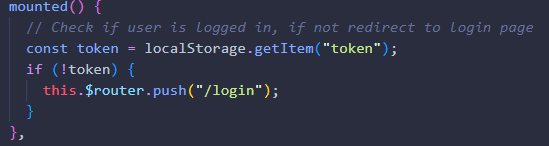 mounted() {
  // Check if user is logged in, if not redirect to login page
  const token = localStorage.getItem("token");
  if (!token) {
    this.$router.push("/login");
  }
},